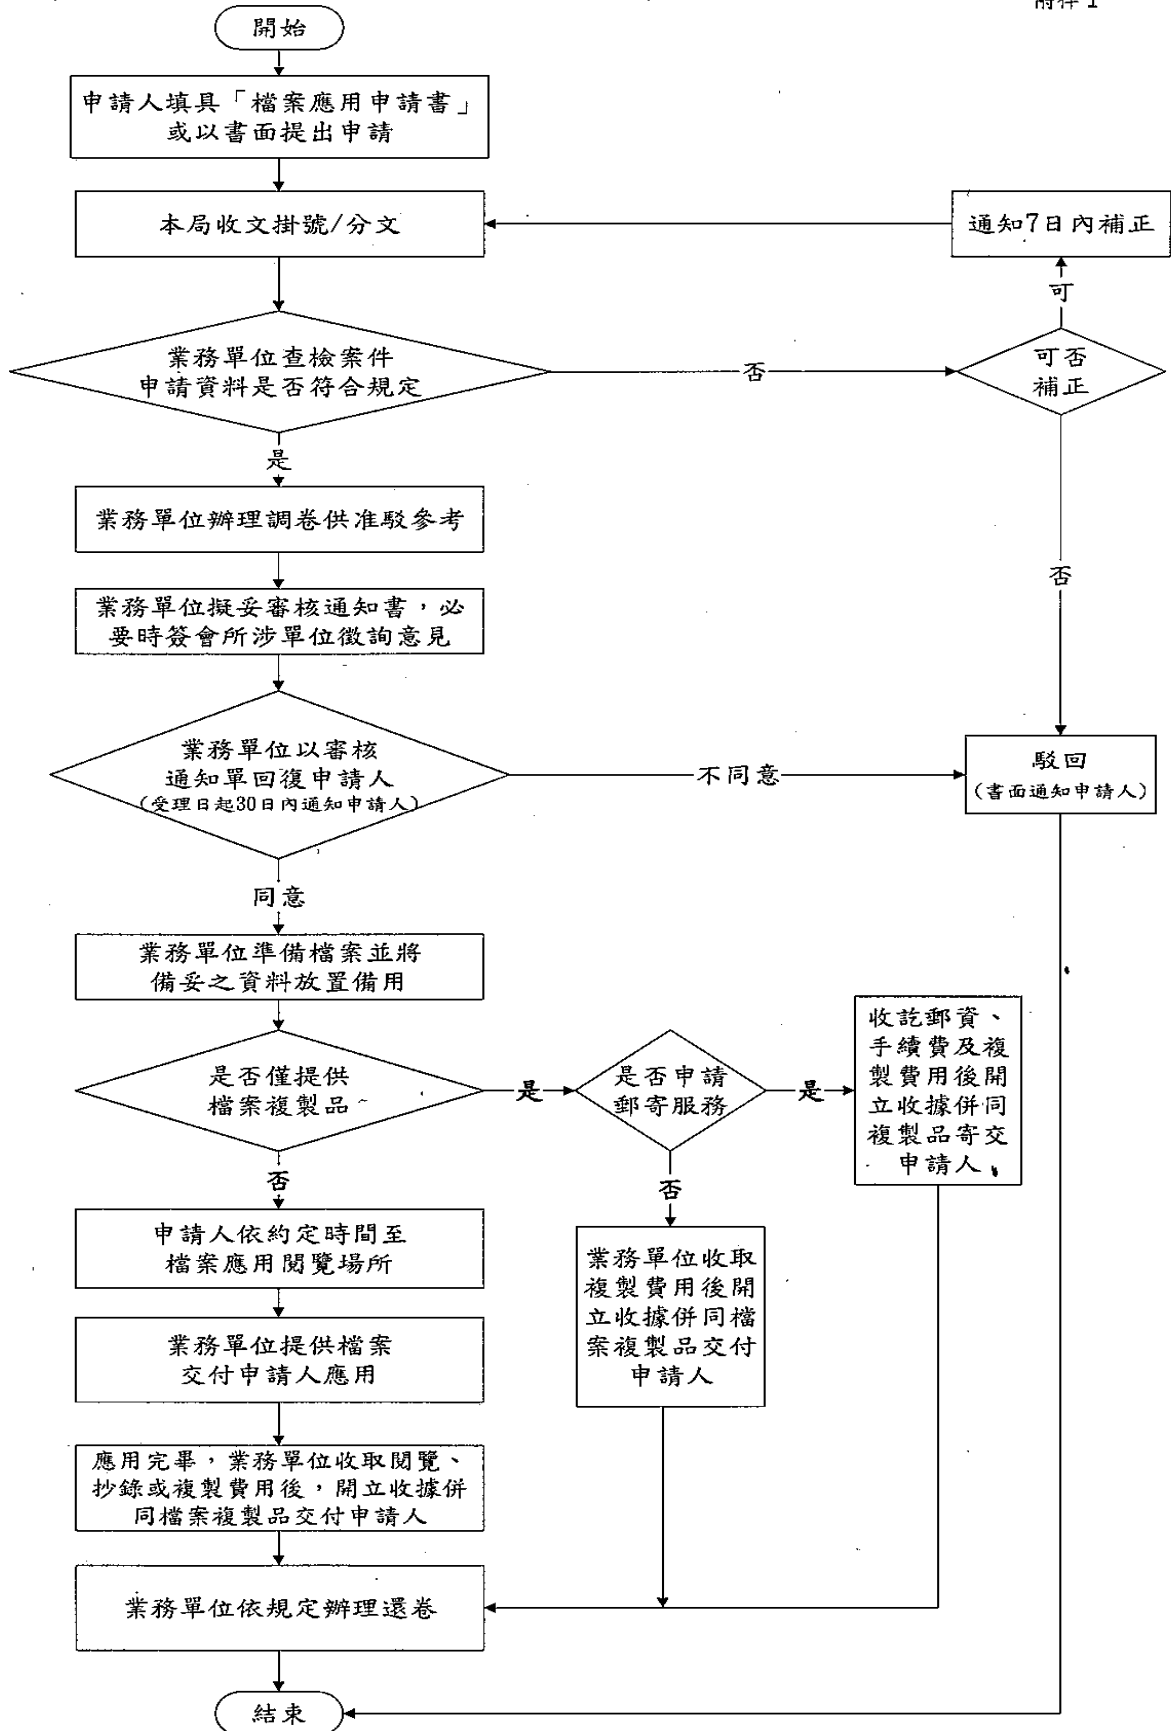 附件1
開始
申請人填具「檔案應用申請書」
或以書面提出申請
本局收文掛號/分文
通知7日內補正
可
業務單位查檢案件
申請資料是否符合規定
否
可否
補正
是
業務單位辦理調卷供准駁參考
否
業務單位擬妥審核通知書，必
要時簽會所涉單位徵詢意見
業務單位以審核
通知單回復申請人
(受理日起30日內通知申請人)
不同意
駁回
(書面通知申請人)
同意
業務單位準備檔案並將
備妥之資料放置備用
是否僅提供
檔案複製品
是
是否申請
郵寄服務
是
收訖郵資、
手續費及複
製費用後開
立收據併同
複製品寄交
申請人
否
否
申請人依約定時間至
檔案應用閱覽場所
業務單位收取
複製費用後開
立收據併同檔
案複製品交付
申請人
業務單位提供檔案
交付申請人應用
應用完畢，業務單位收取閱覽、
抄錄或複製費用後，開立收據併
同檔案複製品交付申請人
業務單位依規定辦理還卷
結束